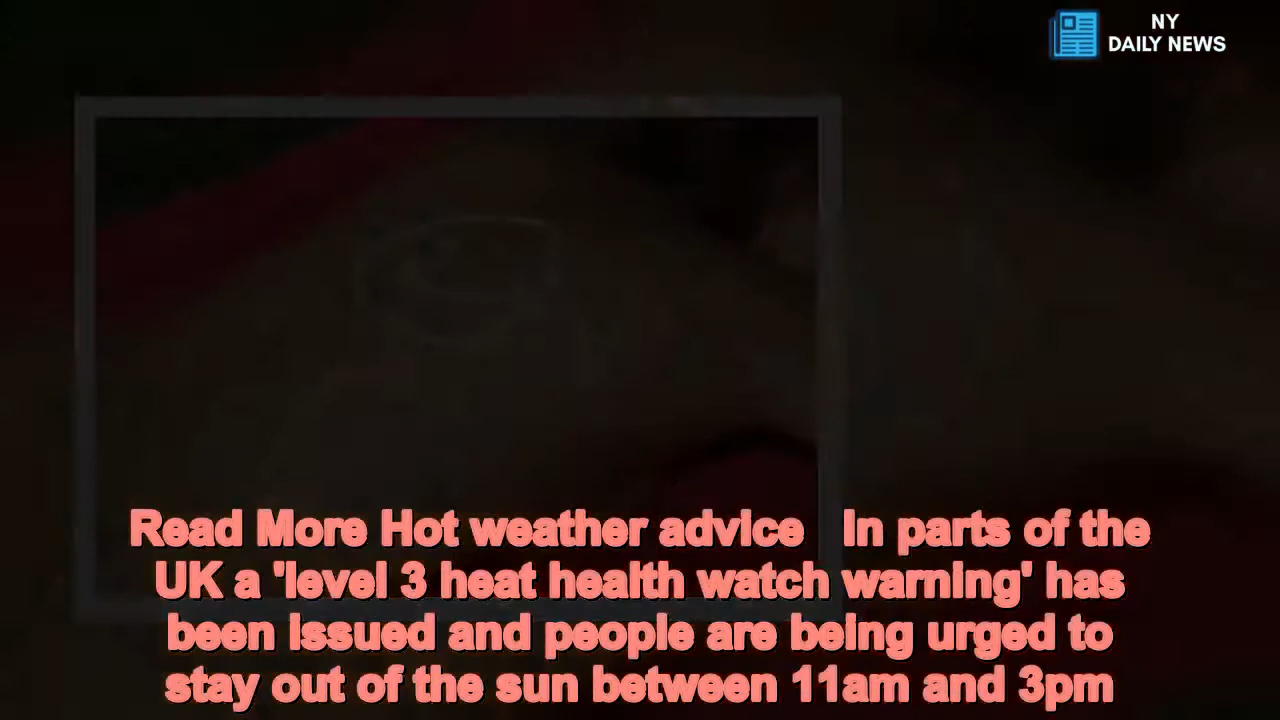 NY
DAILY NEWS
Read More Hot weather advice In parts of the
UK a 'level 3 heat health watch warning' has
been issued and people are being urged to
stay out of the sun between 11am and 3pm